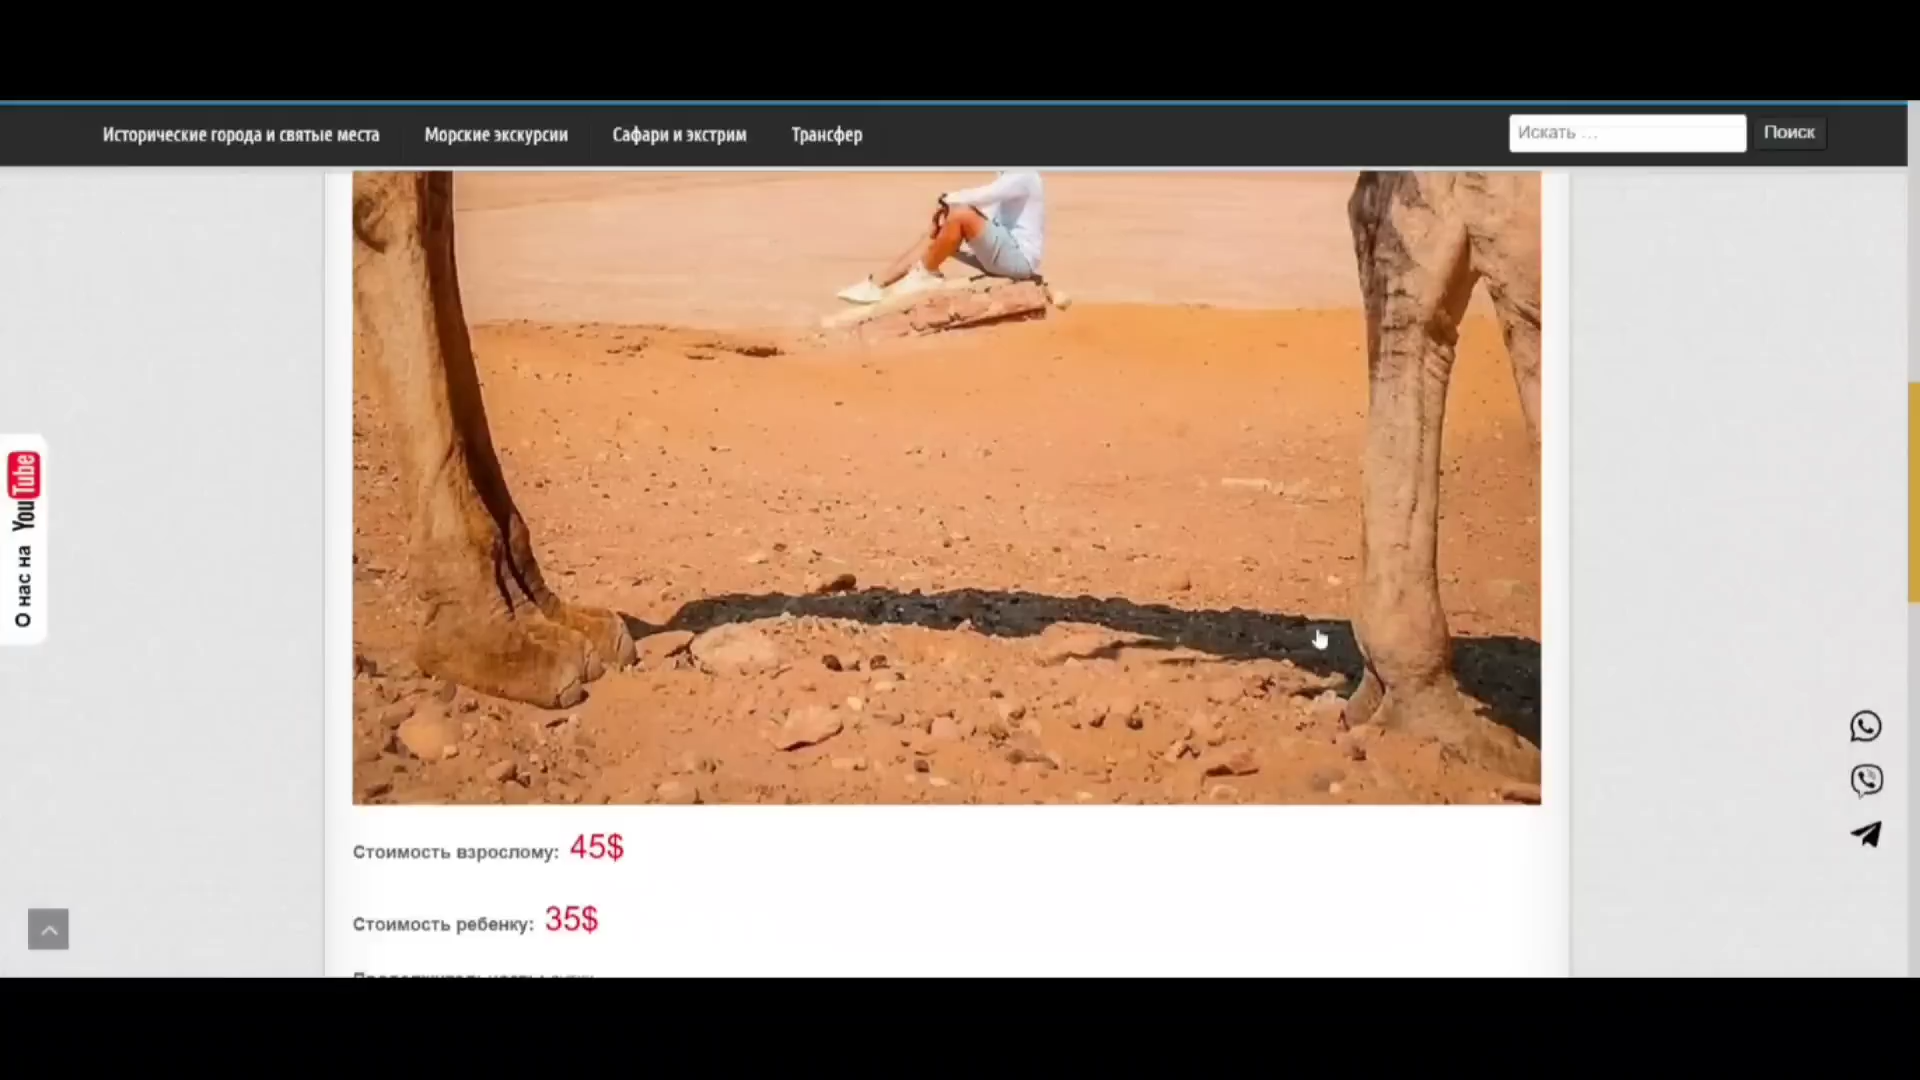 Исторические города и святые места
Морские экскурсии
Сафари и экстрим
Трансфер
Искать ...
Поиск
О нас на YouTube
Стоимость взрослому: 45$
Стоимость ребенку: 35$